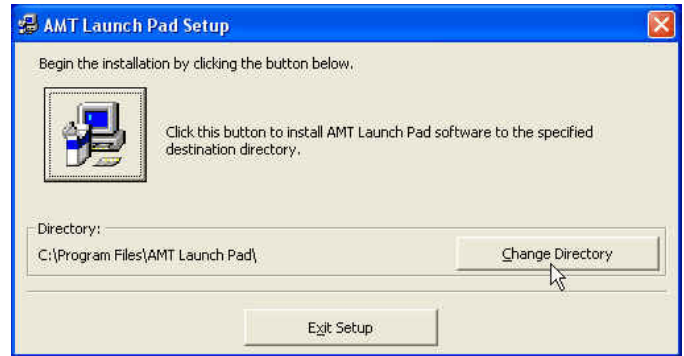 AMT Launch Pad Setup
Begin the installation by clicking the button below.
Click this button to install AMT Launch Pad software to the specified
destination directory.
Directory:
C:\Program Files\AMT Launch Pad\
Change Directory
Exit Setup